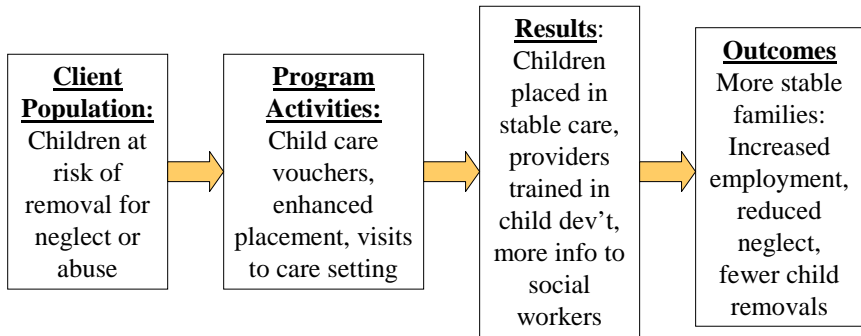 Client
Population:
Children at
risk of
removal for
neglect or
abuse
Program
Activities:
Child care
vouchers,
enhanced
placement, visits
to care setting
Results:
Children
placed in
stable care,
providers
trained in
child dev’t,
more info to
social
workers
Outcomes
More stable
families:
Increased
employment,
reduced
neglect,
fewer child
removals